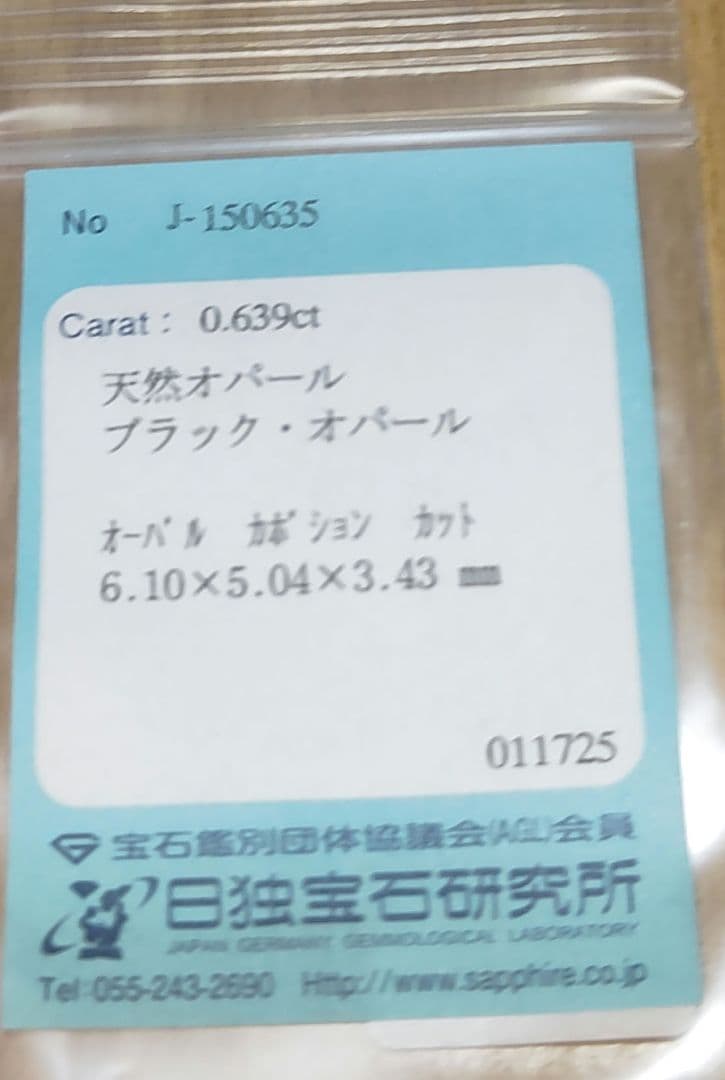 No J-150635
Carat : 0.639ct
天然オパール
ブラック・オパール
ｵｰﾊﾞﾙ ｶﾎﾞｼｮﾝ ｶｯﾄ
6.10×5.04×3.43 ㎜
011725
宝石鑑別団体協議会(AGL)会員
日独宝石研究所
JAPAN GERMANY GEMMOLOGICAL LABORATORY
Tel:055-243-2690 Http://www.sapphire.co.jp